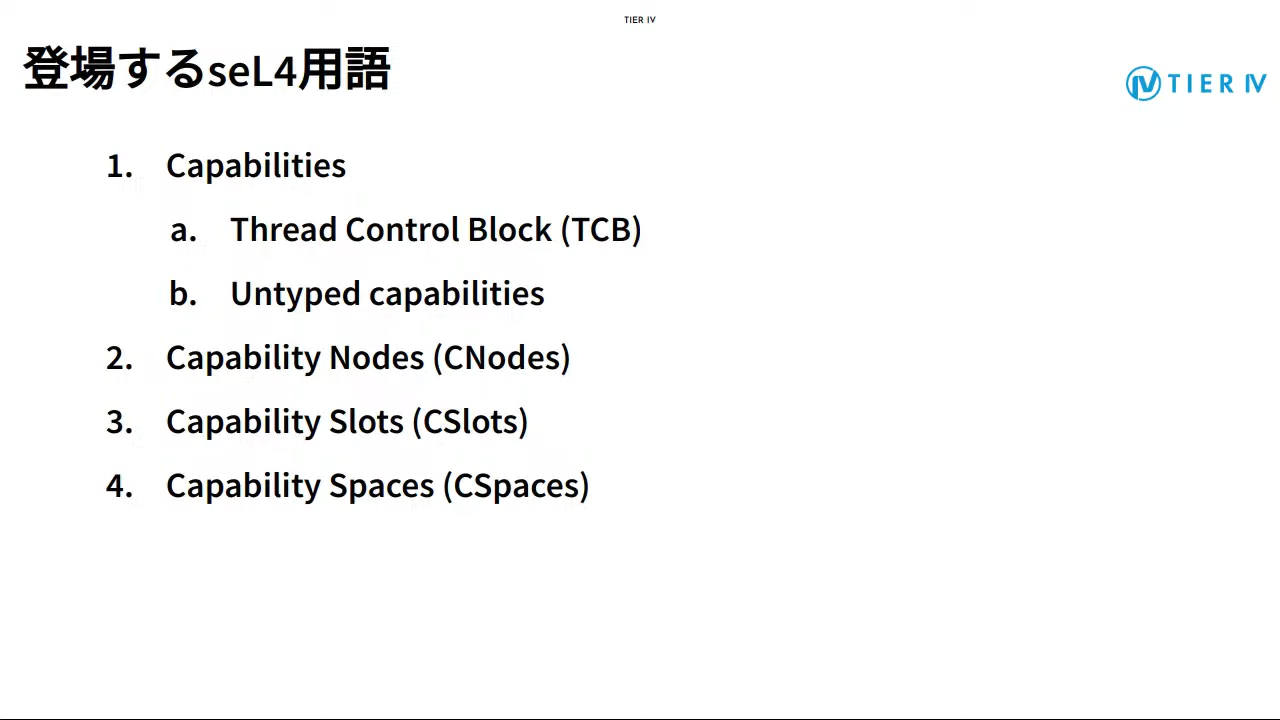 TIER IV
登場するseL4用語
TIER IV
1. Capabilities
a. Thread Control Block (TCB)
b. Untyped capabilities
2. Capability Nodes (CNodes)
3. Capability Slots (CSlots)
4. Capability Spaces (CSpaces)